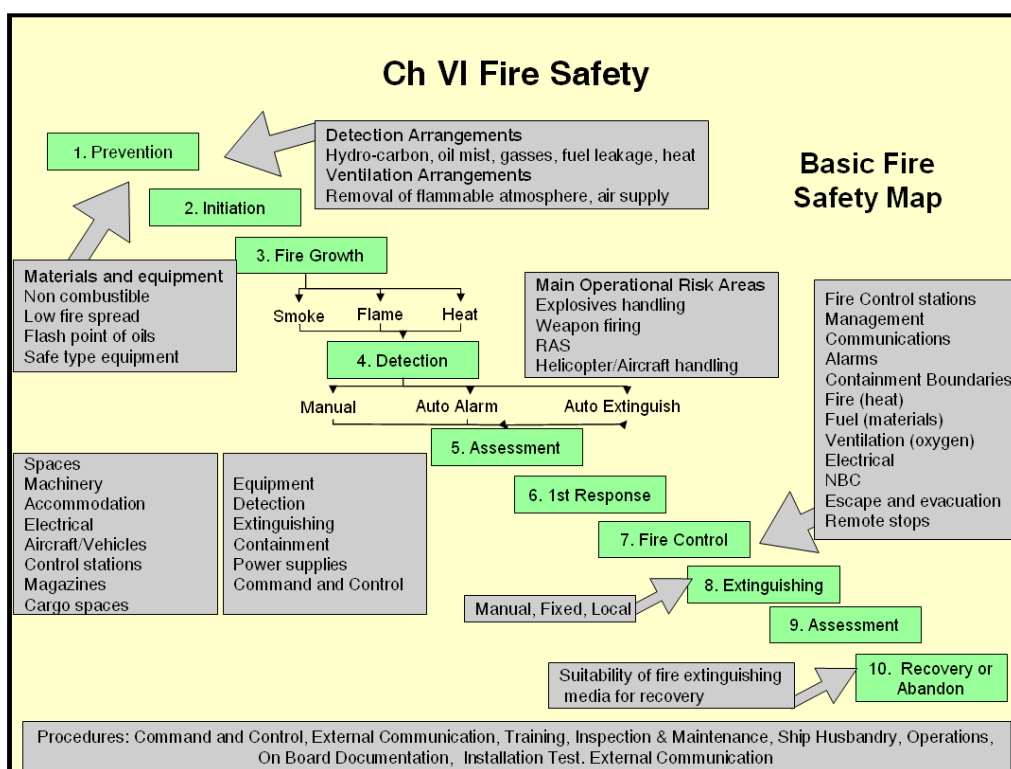 Ch VI Fire Safety
Basic Fire
Safety Map
1. Prevention
Detection Arrangements
Hydro-carbon, oil mist, gasses, fuel leakage, heat
Ventilation Arrangements
Removal of flammable atmosphere, air supply
2. Initiation
3. Fire Growth
Materials and equipment
Non combustible
Low fire spread
Flash point of oils
Safe type equipment
Smoke Flame Heat
Main Operational Risk Areas
Explosives handling
Weapon firing
RAS
Helicopter/Aircraft handling
4. Detection
Manual Auto Alarm Auto Extinguish
Fire Control stations
Management
Communications
Alarms
Containment Boundaries
Fire (heat)
Fuel (materials)
Ventilation (oxygen)
Electrical
NBC
Escape and evacuation
Remote stops
5. Assessment
Spaces
Machinery
Accommodation
Electrical
Aircraft/Vehicles
Control stations
Magazines
Cargo spaces
Equipment
Detection
Extinguishing
Containment
Power supplies
Command and Control
6. 1st Response
7. Fire Control
8. Extinguishing
Manual, Fixed, Local
9. Assessment
Suitability of fire extinguishing
media for recovery
10. Recovery or
Abandon
Procedures: Command and Control, External Communication, Training, Inspection & Maintenance, Ship Husbandry, Operations,
On Board Documentation, Installation Test. External Communication